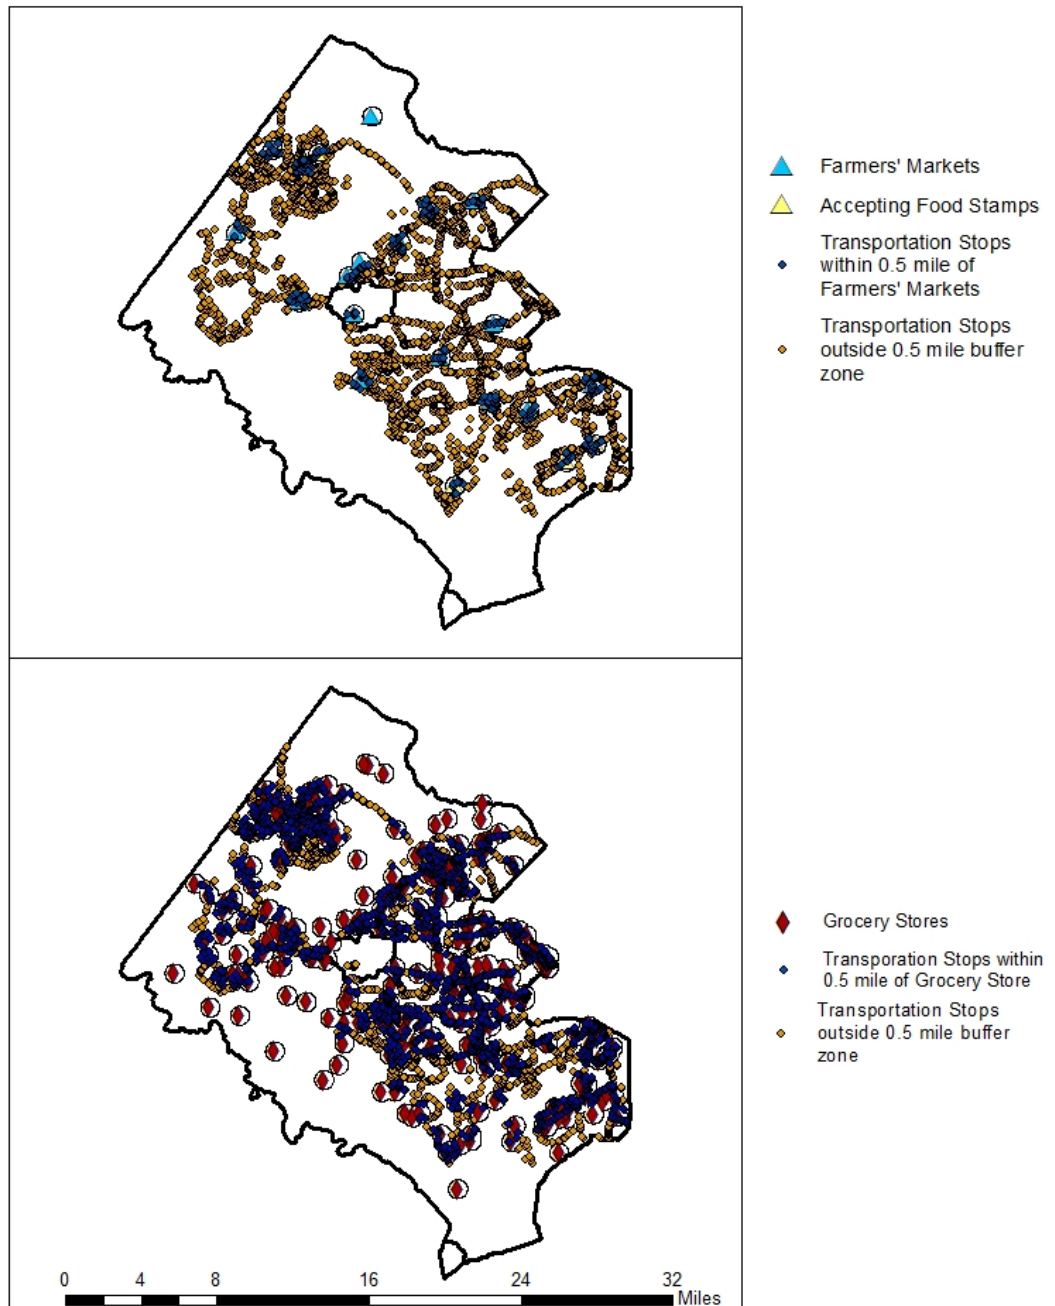 Farmers' Markets
Accepting Food Stamps
Transportation Stops
within 0.5 mile of
Farmers' Markets
Transportation Stops
outside 0.5 mile buffer
zone
Grocery Stores
Transporation Stops within
0.5 mile of Grocery Store
Transportation Stops
outside 0.5 mile buffer
zone
0 4 8 16 24 32
Miles